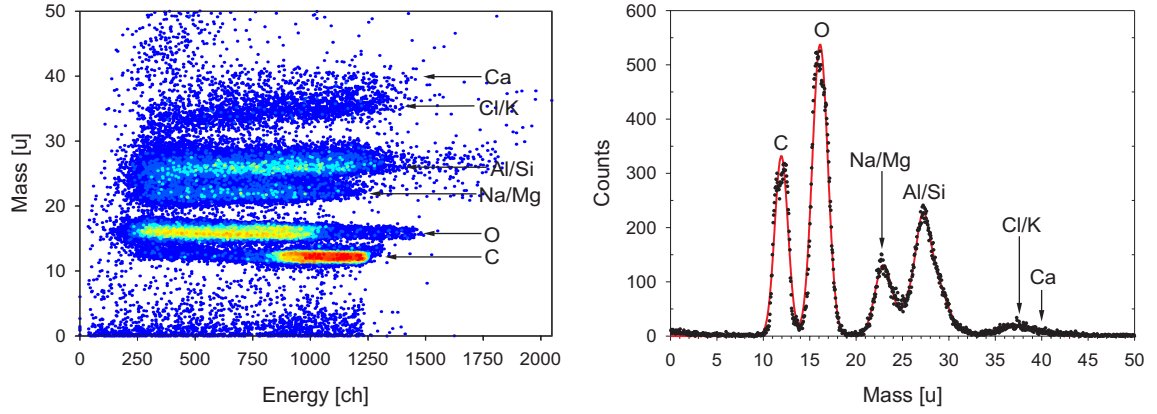 50
40
30
20
10
0
Mass [u]
Ca
Cl/K
Al/Si
Na/Mg
O
C
0 250 500 750 1000 1250 1500 1750 2000
Energy [ch]
600
500
400
300
200
100
0
Counts
O
C
Na/Mg
Al/Si
Cl/K
Ca
0 10 15 20 25 30 35 40 45 50
Mass [u]